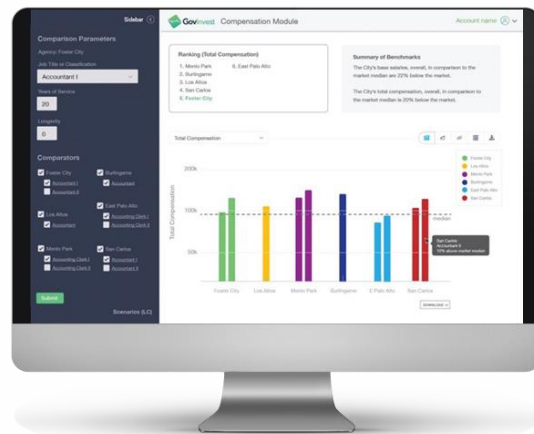 Sidebar
GovInvest Compensation Module
Account name
Comparison Parameters
Agency: Foster City
Job Title or Classification
Accountant I
Years of Service
20
Longevity
0
Comparators
Foster City
Accountant I
Accountant II
Burlingame
Accountant
Los Altos
Accountant
East Palo Alto
Accounting Clerk I
Accounting Clerk II
Menlo Park
Accounting Clerk I
Accounting Clerk II
San Carlos
Accountant I
Accountant II
Submit
Scenarios (LC)
Ranking (Total Compensation)
1. Menlo Park
2. Burlingame
3. Los Altos
4. San Carlos
5. Foster City
6. East Palo Alto
Summary of Benchmarks
The City's base salaries, overall, in comparison to the
market median are 22% below the market.
The City's total compensation, overall, in comparison to
the market median is 20% below the market.
Total Compensation
Foster City
Los Altos
Menlo Park
Burlingame
East Palo Alto
San Carlos
Total Compensation
200k
100k
50k
median
San Carlos
Accountant II
10% above market median
Foster City
Los Altos
Menlo Park
Burlingame
E Palo Alto
San Carlos
DOWNLOAD